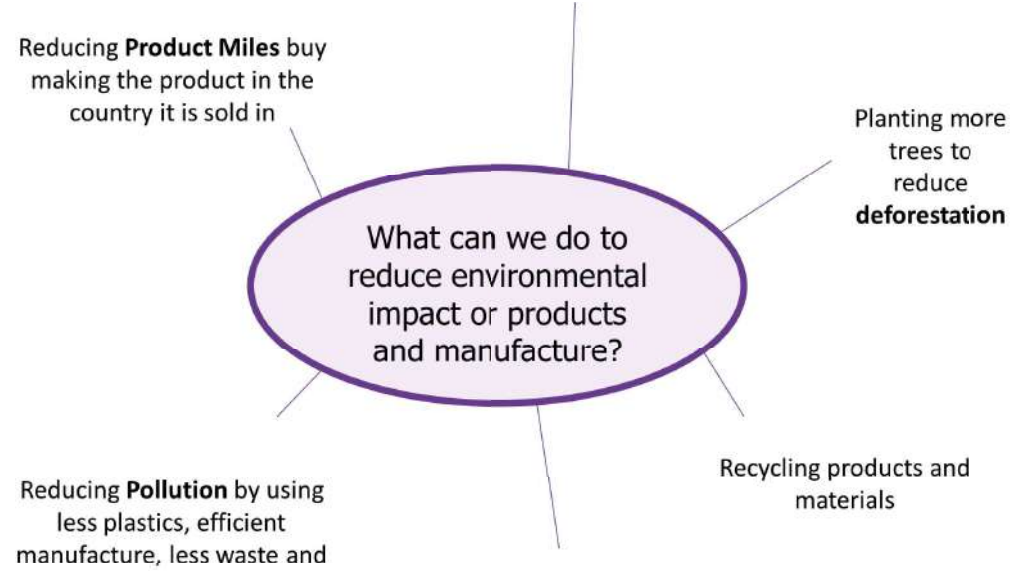 Reducing Product Miles buy
making the product in the
country it is sold in
Planting more
trees to
reduce
deforestation
What can we do to
reduce environmental
impact or products
and manufacture?
Recycling products and
materials
Reducing Pollution by using
less plastics, efficient
manufacture, less waste and